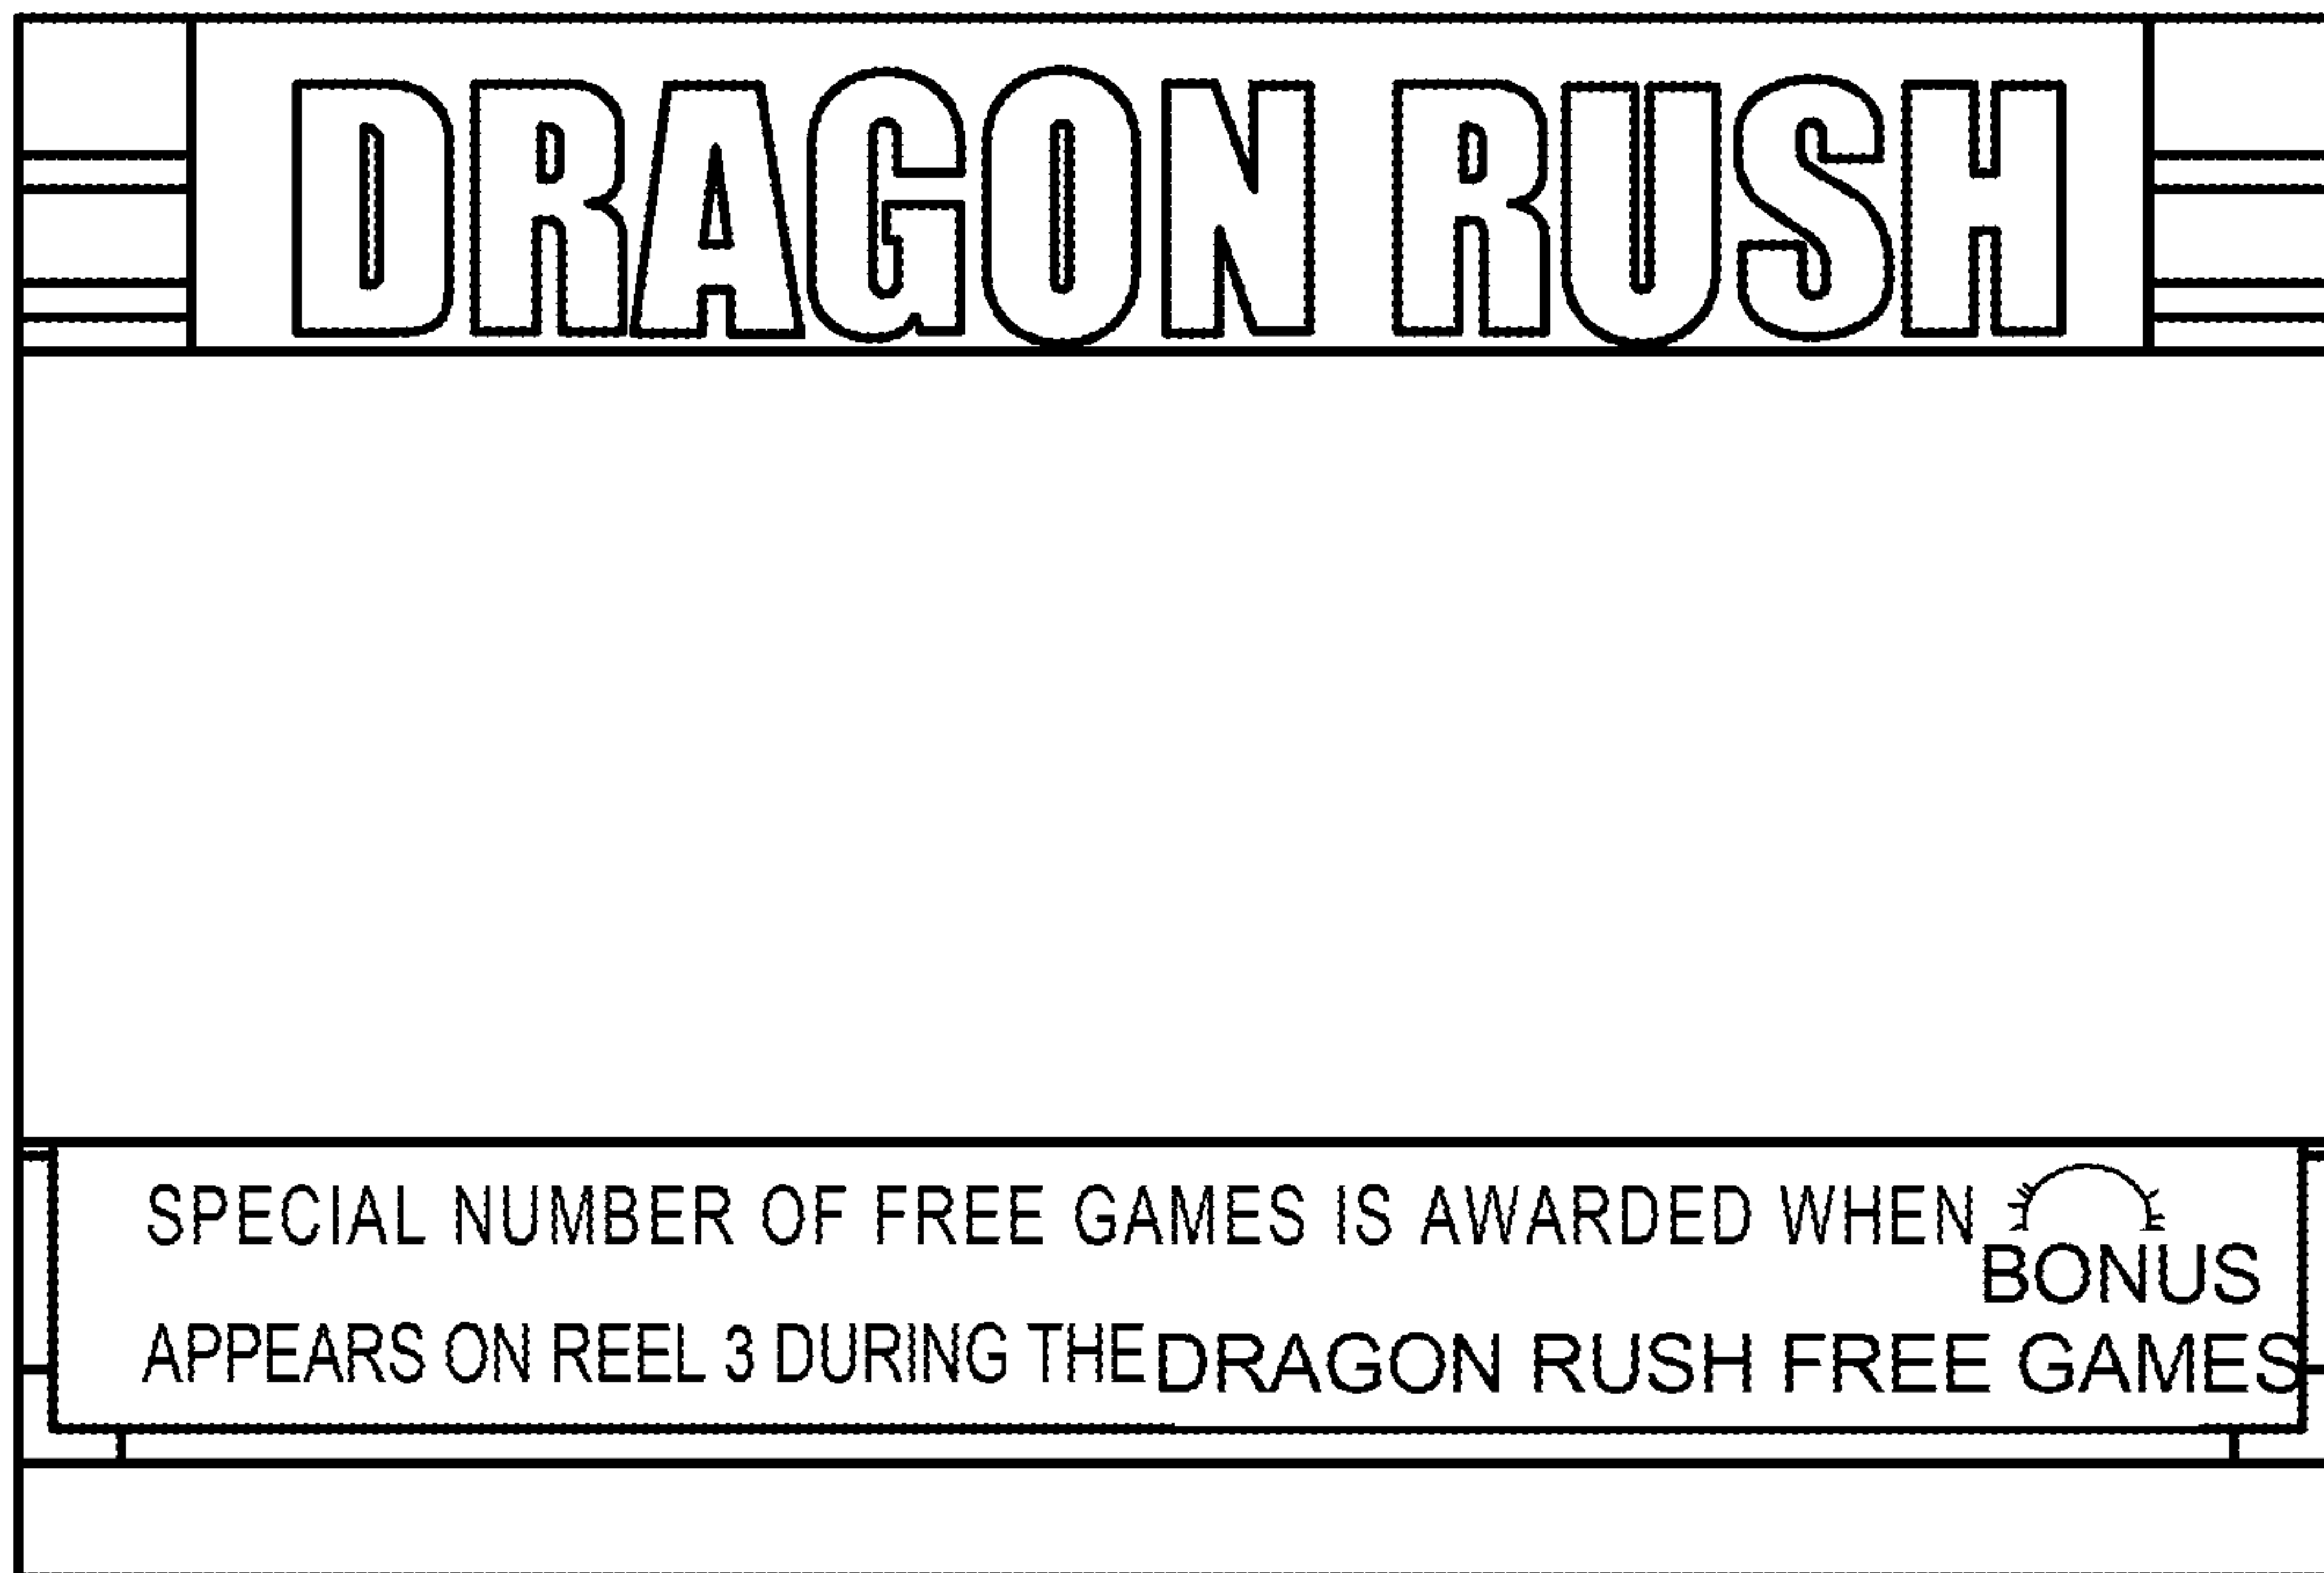 DRAGON RUSH
SPECIAL NUMBER OF FREE GAMES IS AWARDED WHEN BONUS
APPEARS ON REEL 3 DURING THE DRAGON RUSH FREE GAMES